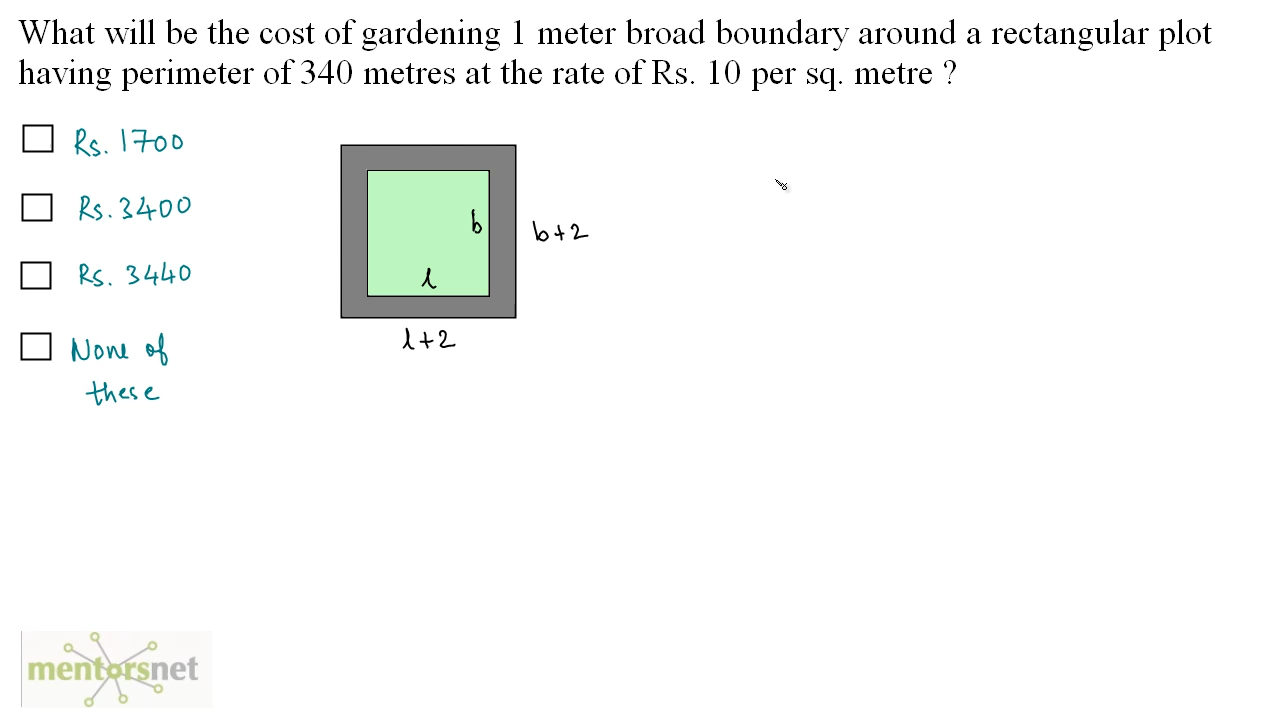 What will be the cost of gardening 1 meter broad boundary around a rectangular plot
having perimeter of 340 metres at the rate of Rs. 10 per sq. metre ?
Rs. 1700
Rs. 3400
Rs. 3440
None of
these
b
b+2
l
l+2
mentorsnet